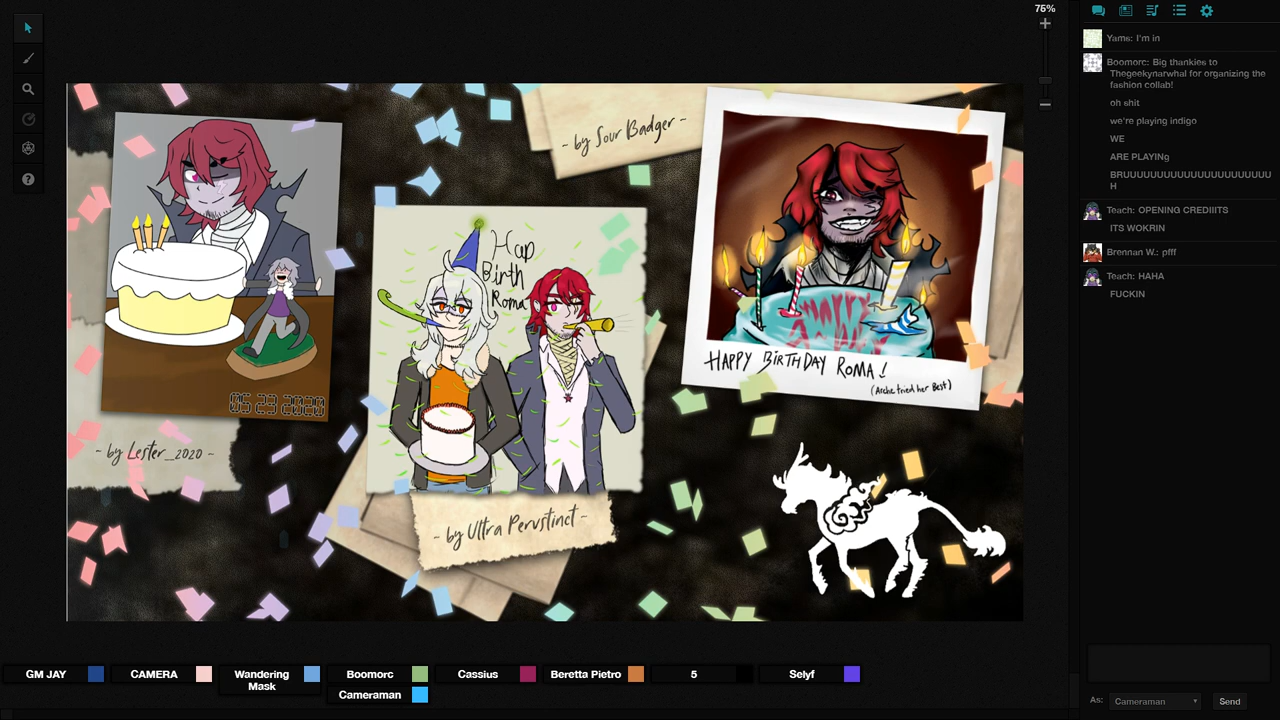 75%
Yams: I'm in
Boomorc: Big thankies to
Thegeekynarwhal for organizing the
fashion collab!
oh shit
we're playing indigo
WE
ARE PLAYINg
BRUUUUUUUUUUUUUUUUUUUUUU
H
Teach: OPENING CREDIIITS
ITS WOKRIN
Brennan W.: pfff
Teach: HAHA
FUCKIN
- by Sour Badger -
Hap
Birth
Roma
HAPPY BIRTHDAY ROMA!
(Arche tried her Best)
05 23 2020
- by Lester_2020 -
- by Ultra Pervstinct -
GM JAY
CAMERA
Wandering
Mask
Boomorc
Cassius
Beretta Pietro
5
Selyf
Cameraman
As:
Cameraman
Send